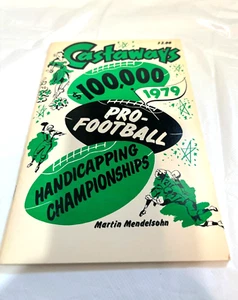 Castaways
$100,000
1979
PRO-
FOOTBALL
HANDICAPPING
CHAMPIONSHIPS
Martin Mendelsohn